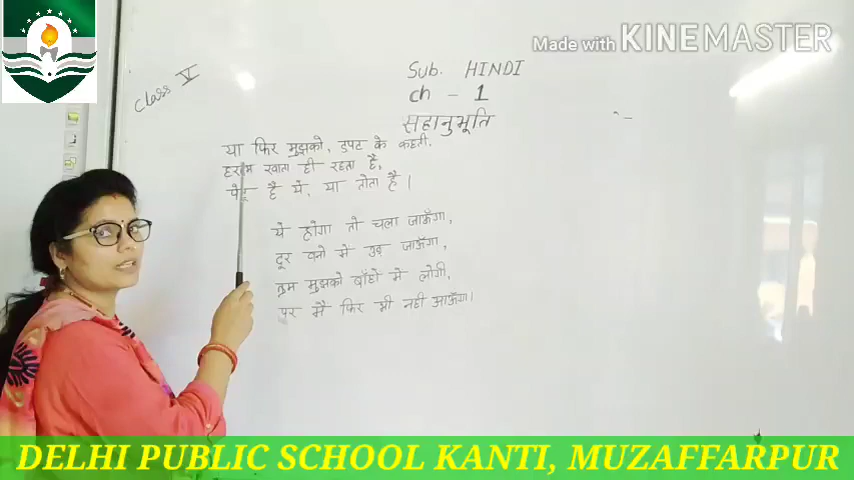 Made with KINEMASTER
Class V
Sub. HINDI
ch - 1
सहानुभूति
या फिर मुझको, डपट के कहती.
हरदम खाता ही रहता है,
पेटू है ये, या तोता है।
ये होगा तो चला जाऊँगा,
दूर वनो मे उड़ जाऊँगा,
तुम मुझको बाँहो मे लोगी,
पर मै फिर भी नही आऊँगा।
DELHI PUBLIC SCHOOL KANTI, MUZAFFARPUR